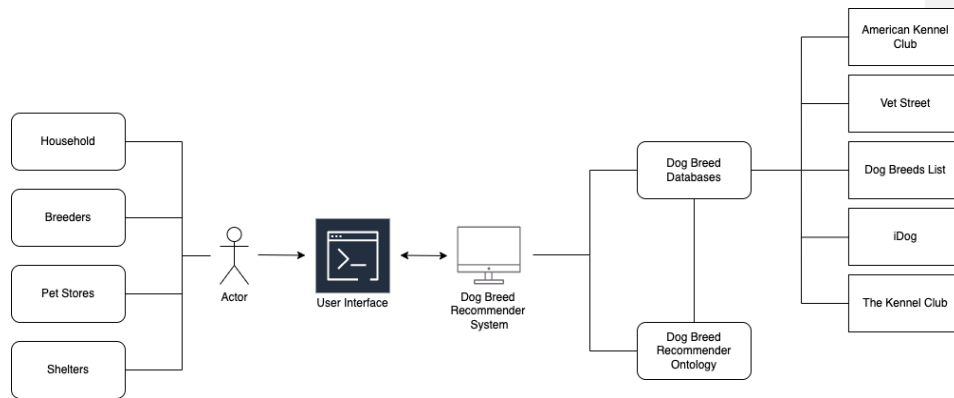 Household
Breeders
Pet Stores
Shelters
Actor
>_
User Interface
Dog Breed
Recommender
System
Dog Breed
Databases
Dog Breed
Recommender
Ontology
American Kennel
Club
Vet Street
Dog Breeds List
iDog
The Kennel Club